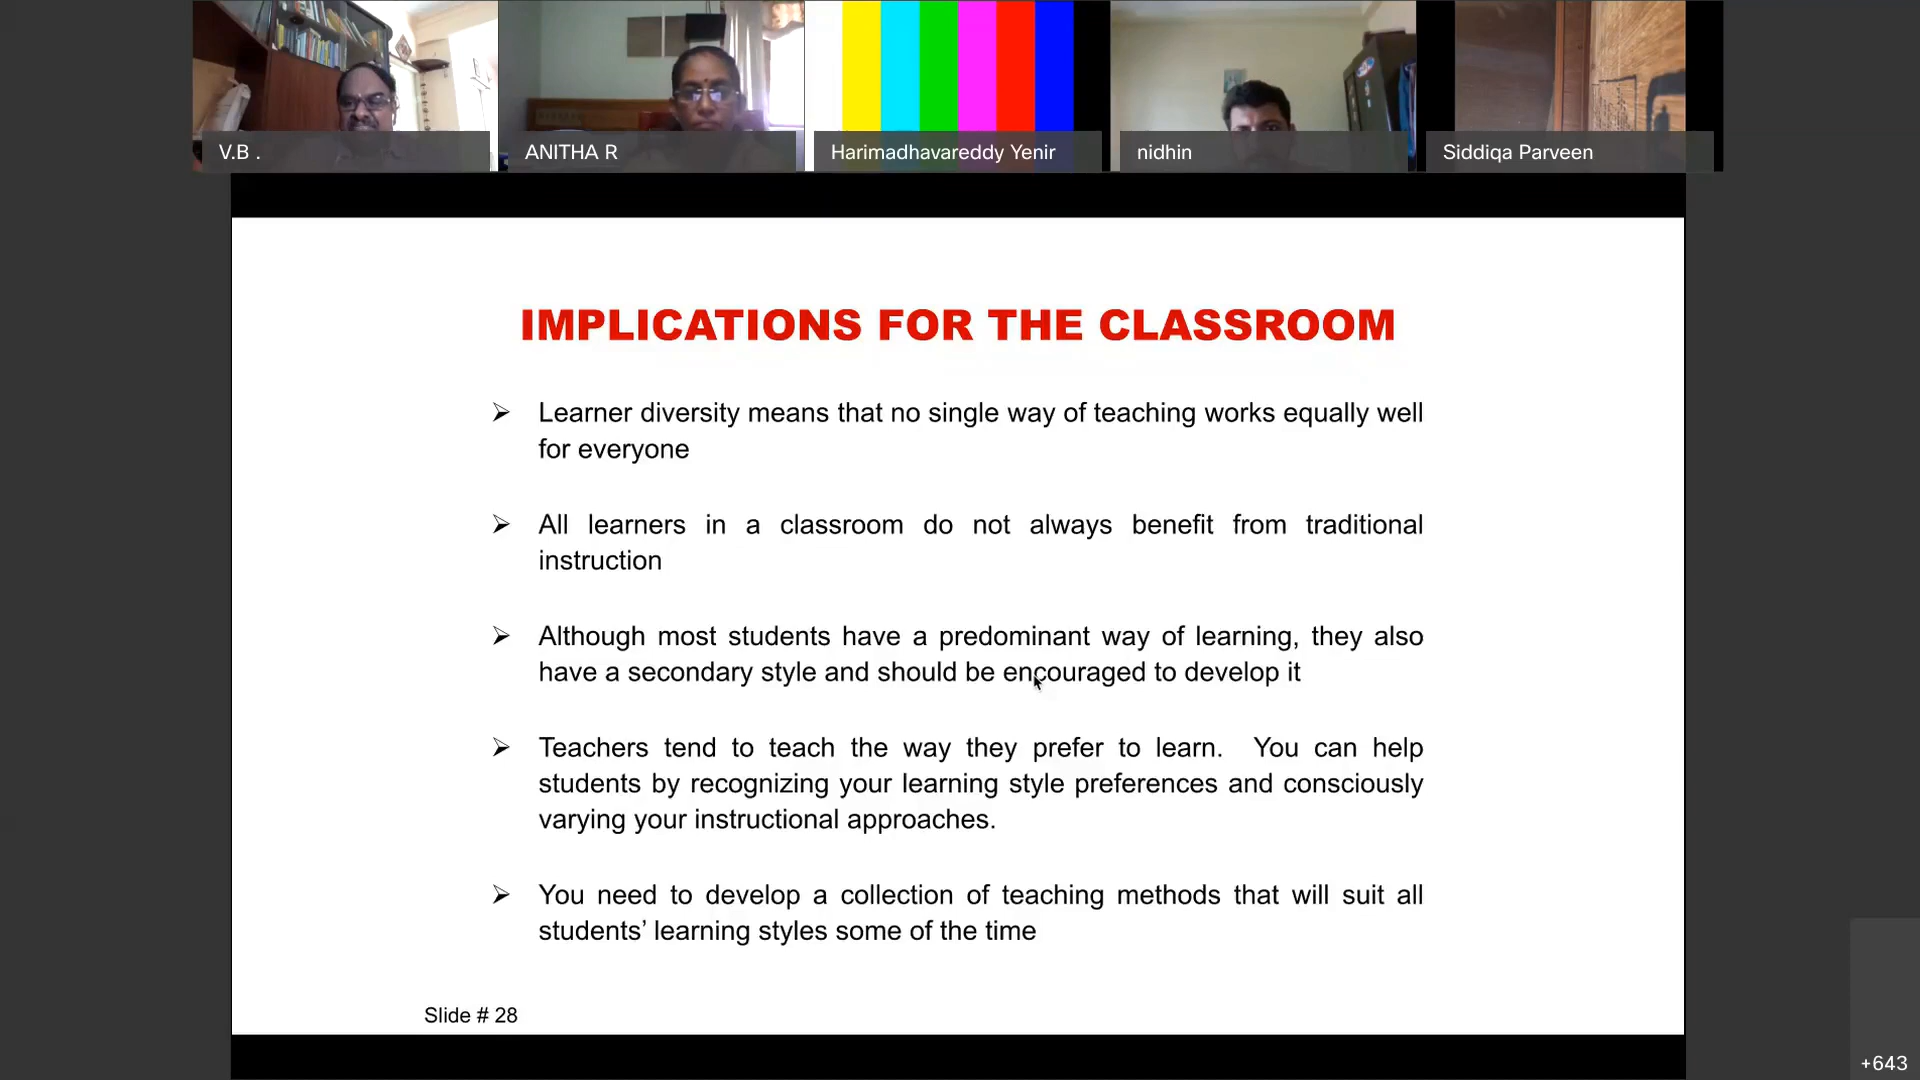 V.B .
ANITHA R
Harimadhavareddy Yenir
nidhin
Siddiqa Parveen
IMPLICATIONS FOR THE CLASSROOM
➢ Learner diversity means that no single way of teaching works equally well
for everyone
➢ All learners in a classroom do not always benefit from traditional
instruction
➢ Although most students have a predominant way of learning, they also
have a secondary style and should be encouraged to develop it
➢ Teachers tend to teach the way they prefer to learn. You can help
students by recognizing your learning style preferences and consciously
varying your instructional approaches.
➢ You need to develop a collection of teaching methods that will suit all
students’ learning styles some of the time
Slide # 28
+643